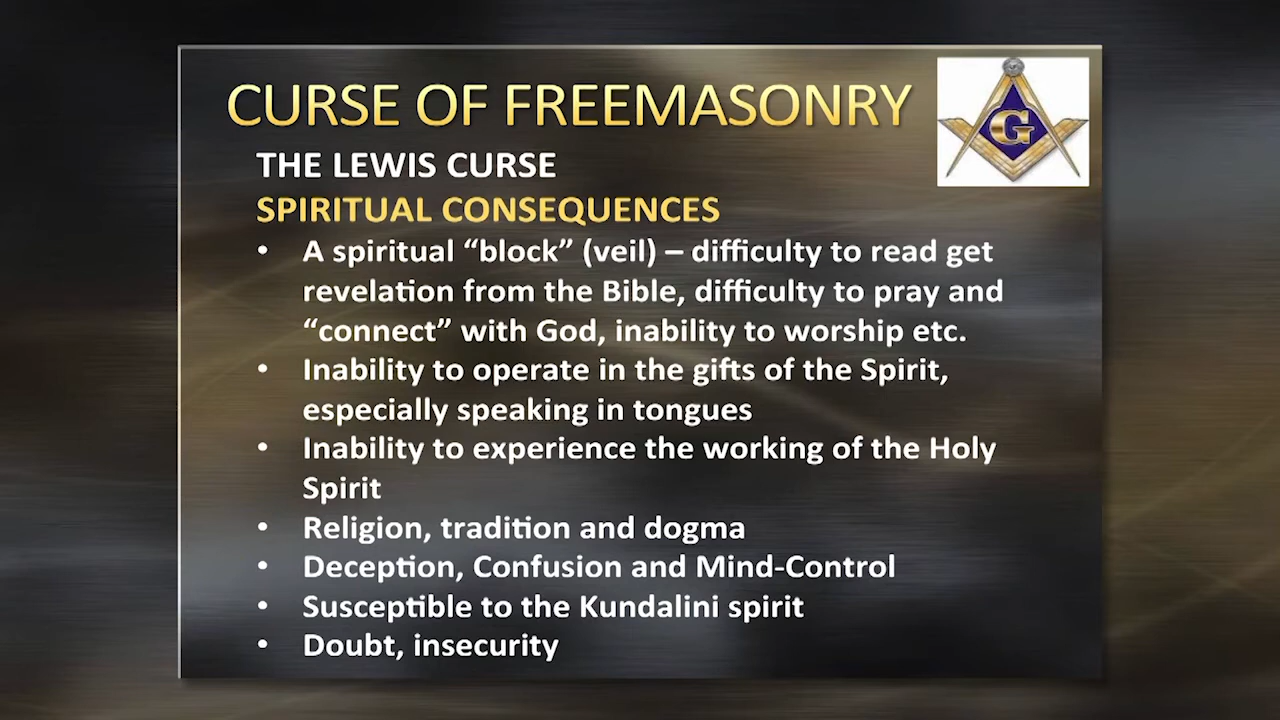 CURSE OF FREEMASONRY
G
THE LEWIS CURSE
SPIRITUAL CONSEQUENCES
• A spiritual “block” (veil) – difficulty to read get
revelation from the Bible, difficulty to pray and
“connect” with God, inability to worship etc.
• Inability to operate in the gifts of the Spirit,
especially speaking in tongues
• Inability to experience the working of the Holy
Spirit
• Religion, tradition and dogma
• Deception, Confusion and Mind-Control
• Susceptible to the Kundalini spirit
• Doubt, insecurity